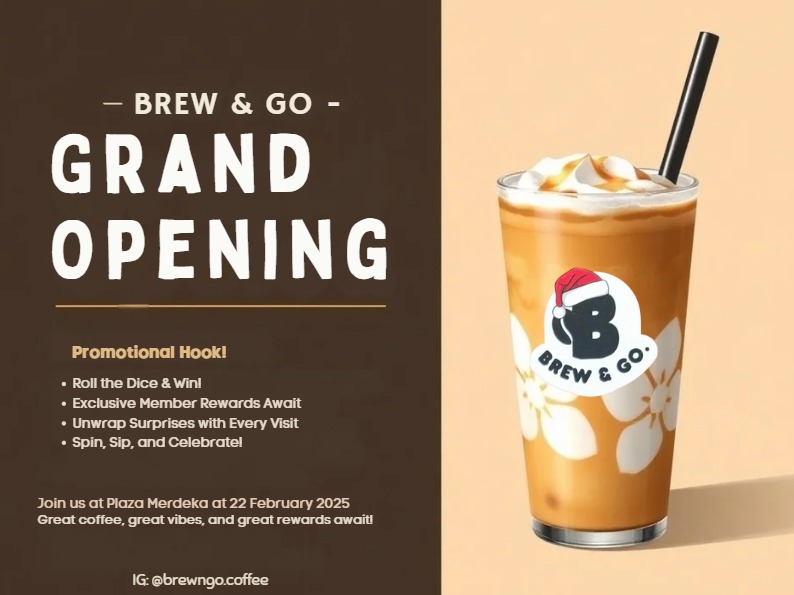 — BREW & GO -
GRAND
OPENING
Promotional Hook!
• Roll the Dice & Win!
• Exclusive Member Rewards Await
• Unwrap Surprises with Every Visit
• Spin, Sip, and Celebrate!
Join us at Plaza Merdeka at 22 February 2025
Great coffee, great vibes, and great rewards await!
IG: @brewngo.coffee
B
BREW & GO.